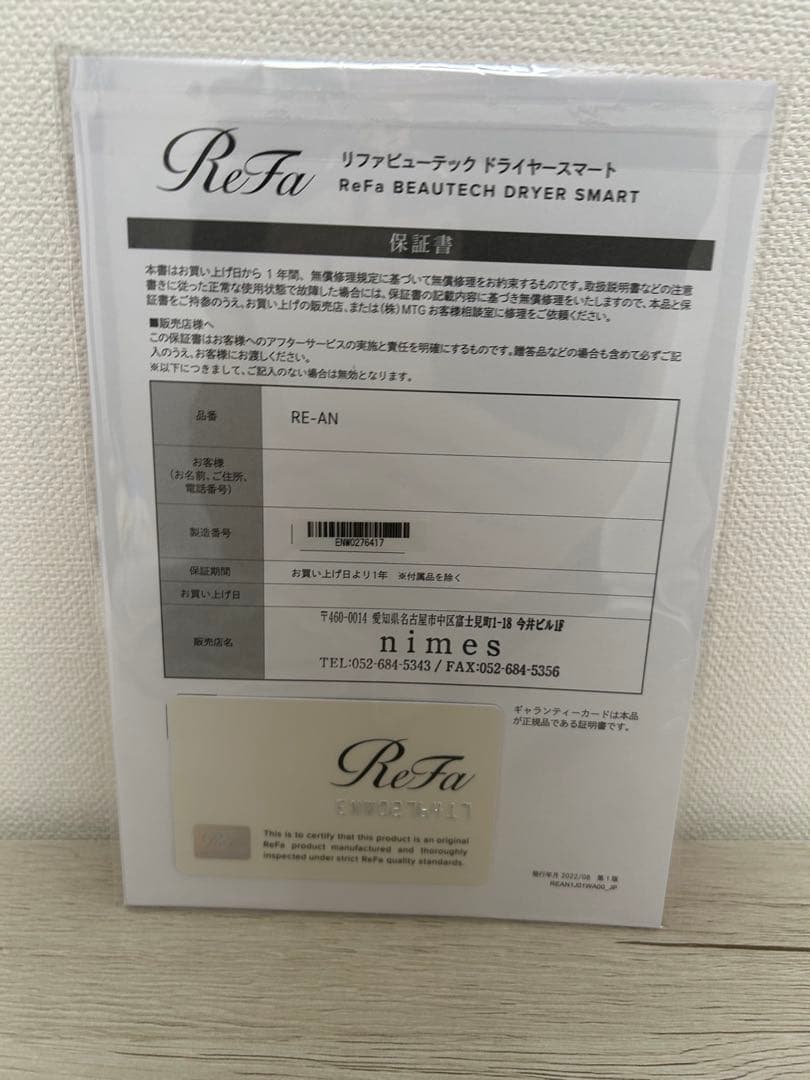 ReFa
リファビューテック ドライヤースマート
ReFa BEAUTECH DRYER SMART
保証書
本書はお買い上げ日から 1 年間、無償修理規定に基づいて無償修理をお約束するものです。取扱説明書などの注意
書きに従った正常な使用状態で故障した場合には、保証書の記載内容に基づき無償修理をいたしますので、本品と保
証書をご持参のうえ、お買い上げの販売店、または(株)MTGお客様相談室に修理をご依頼ください。
■販売店様へ
この保証書はお客様へのアフターサービスの実施と責任を明確にするものです。贈答品などの場合も含めて必ずご記
入のうえ、お客様にお渡しください。
※以下につきまして、ご記入のない場合は無効となります。
品番 RE-AN
お客様
(お名前、ご住所、
電話番号)
製造番号 ENW0276417
保証期間 お買い上げ日より1年 ※付属品を除く
お買い上げ日
販売店名
〒460-0014 愛知県名古屋市中区富士見町1-18 今井ビル1F
nimes
TEL:052-684-5343 / FAX:052-684-5356
ギャランティーカードは本品
が正規品である証明書です。
ReFa
This is to certify that this product is an original
ReFa product manufactured and thoroughly
inspected under strict ReFa quality standards.
発行年月 2022/08 第1版
REAN1J01WA00_JP